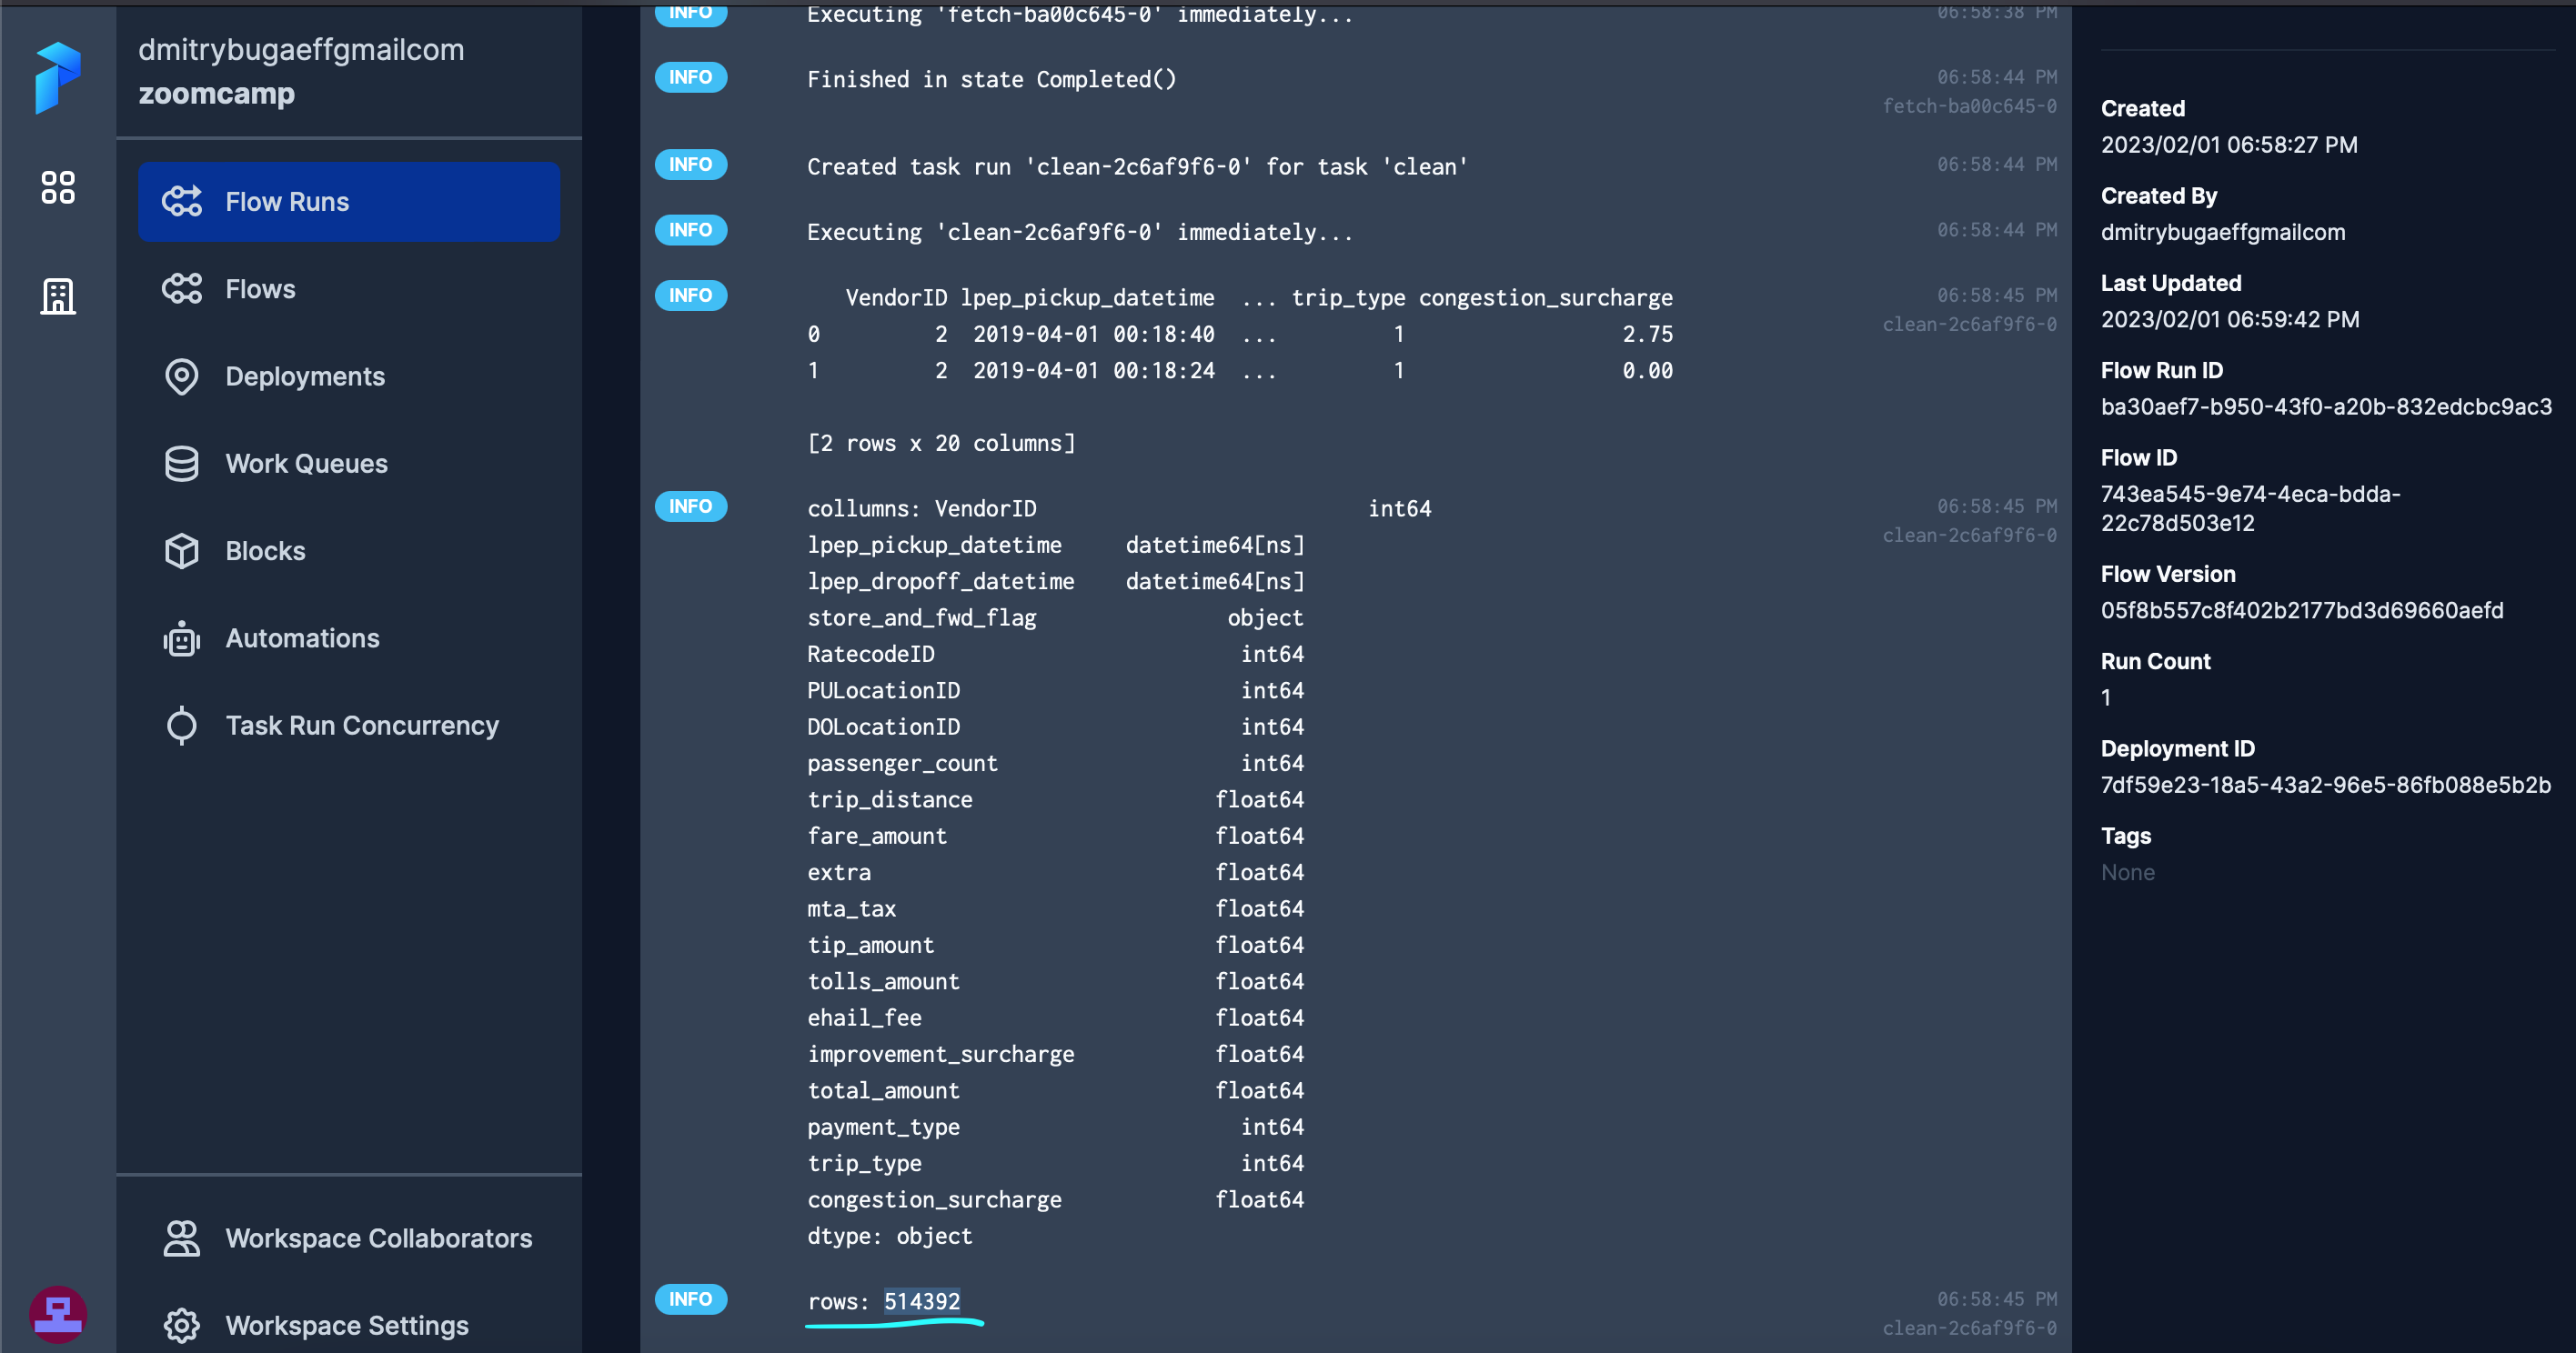 dmitrybugaeffgmailcom
zoomcamp
Flow Runs
Flows
Deployments
Work Queues
Blocks
Automations
Task Run Concurrency
Workspace Collaborators
Workspace Settings
INFO Executing 'fetch-ba00c645-0' immediately... 06:58:38 PM
INFO Finished in state Completed() 06:58:44 PM
fetch-ba00c645-0
INFO Created task run 'clean-2c6af9f6-0' for task 'clean' 06:58:44 PM
INFO Executing 'clean-2c6af9f6-0' immediately... 06:58:44 PM
INFO VendorID lpep_pickup_datetime ... trip_type congestion_surcharge 06:58:45 PM
clean-2c6af9f6-0
0 2 2019-04-01 00:18:40 ... 1 2.75
1 2 2019-04-01 00:18:24 ... 1 0.00
[2 rows x 20 columns]
INFO collumns: VendorID int64 06:58:45 PM
clean-2c6af9f6-0
lpep_pickup_datetime datetime64[ns]
lpep_dropoff_datetime datetime64[ns]
store_and_fwd_flag object
RatecodeID int64
PULocationID int64
DOLocationID int64
passenger_count int64
trip_distance float64
fare_amount float64
extra float64
mta_tax float64
tip_amount float64
tolls_amount float64
ehail_fee float64
improvement_surcharge float64
total_amount float64
payment_type int64
trip_type int64
congestion_surcharge float64
dtype: object
INFO rows: 514392 06:58:45 PM
clean-2c6af9f6-0
Created
2023/02/01 06:58:27 PM
Created By
dmitrybugaeffgmailcom
Last Updated
2023/02/01 06:59:42 PM
Flow Run ID
ba30aef7-b950-43f0-a20b-832edcbc9ac3
Flow ID
743ea545-9e74-4eca-bdda-
22c78d503e12
Flow Version
05f8b557c8f402b2177bd3d69660aefd
Run Count
1
Deployment ID
7df59e23-18a5-43a2-96e5-86fb088e5b2b
Tags
None